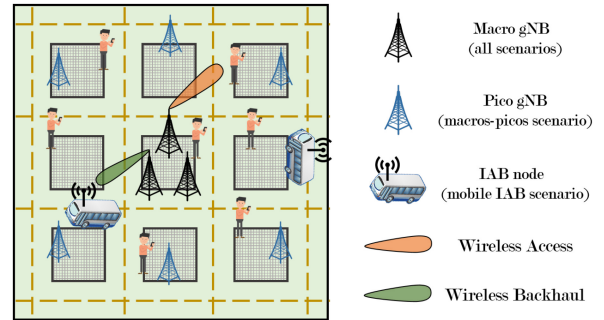 Macro gNB
(all scenarios)
Pico gNB
(macros-picos scenario)
IAB node
(mobile IAB scenario)
Wireless Access
Wireless Backhaul